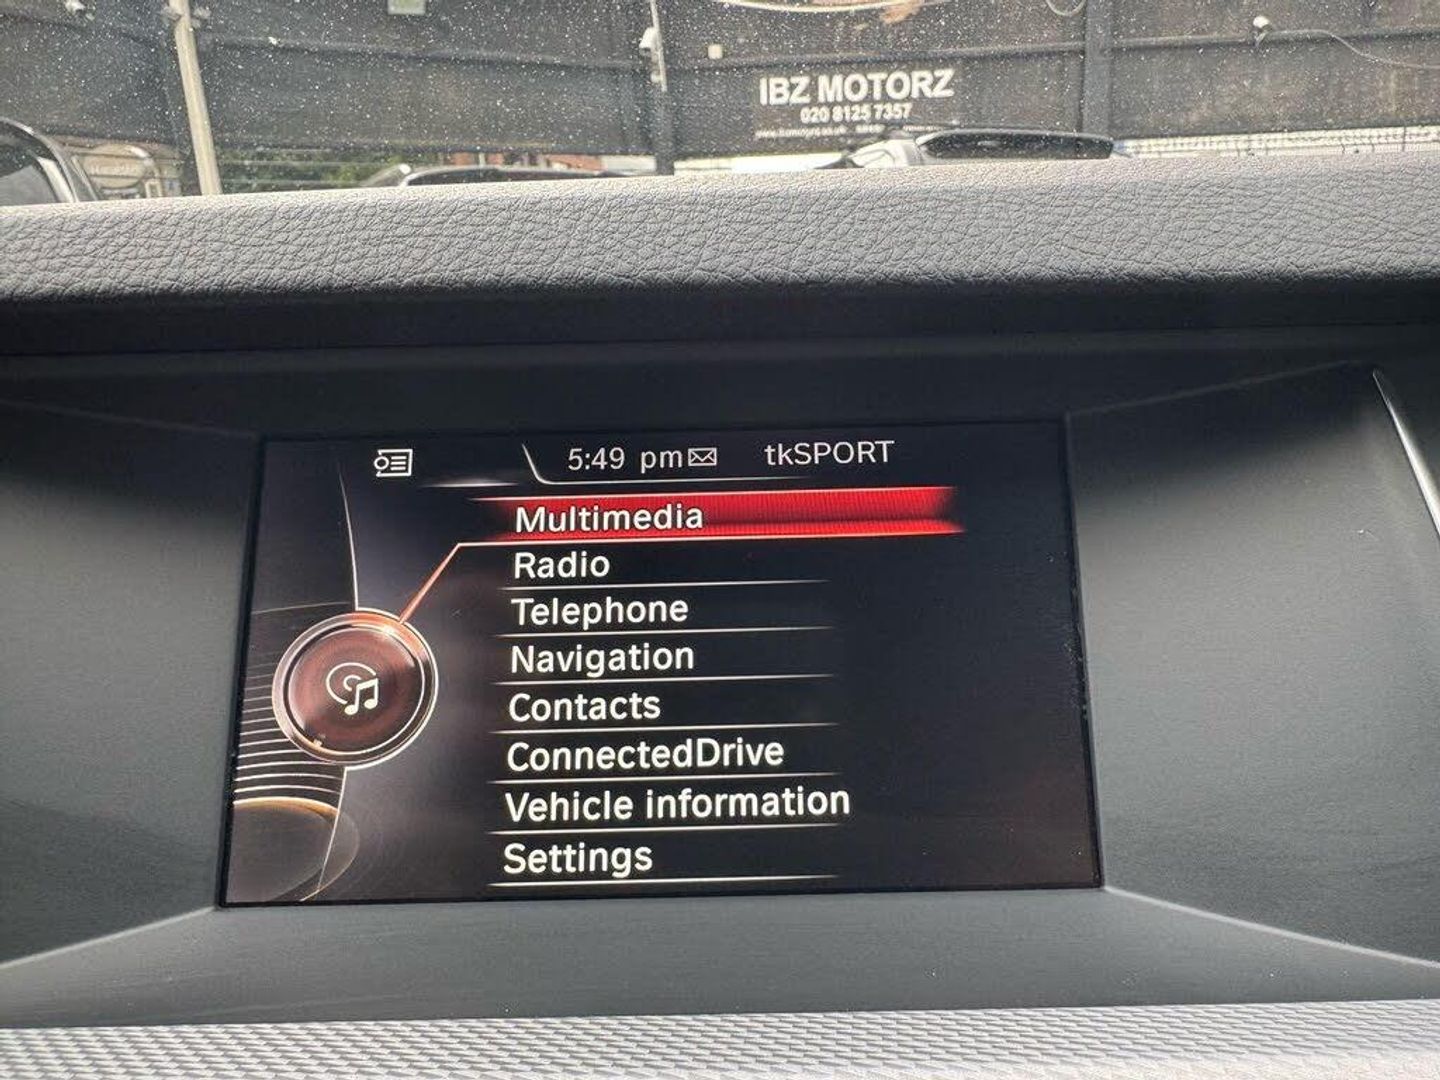 IBZ MOTORZ
020 8125 7357
5:49 pm tkSPORT
Multimedia
Radio
Telephone
Navigation
Contacts
ConnectedDrive
Vehicle information
Settings